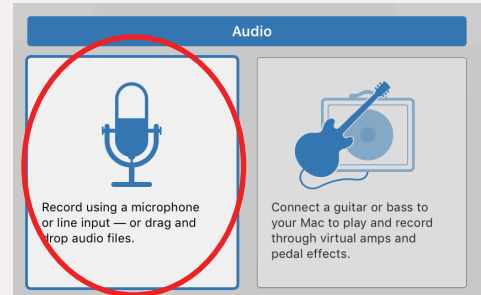 Audio
Record using a microphone
or line input — or drag and
drop audio files.
Connect a guitar or bass to
your Mac to play and record
through virtual amps and
pedal effects.